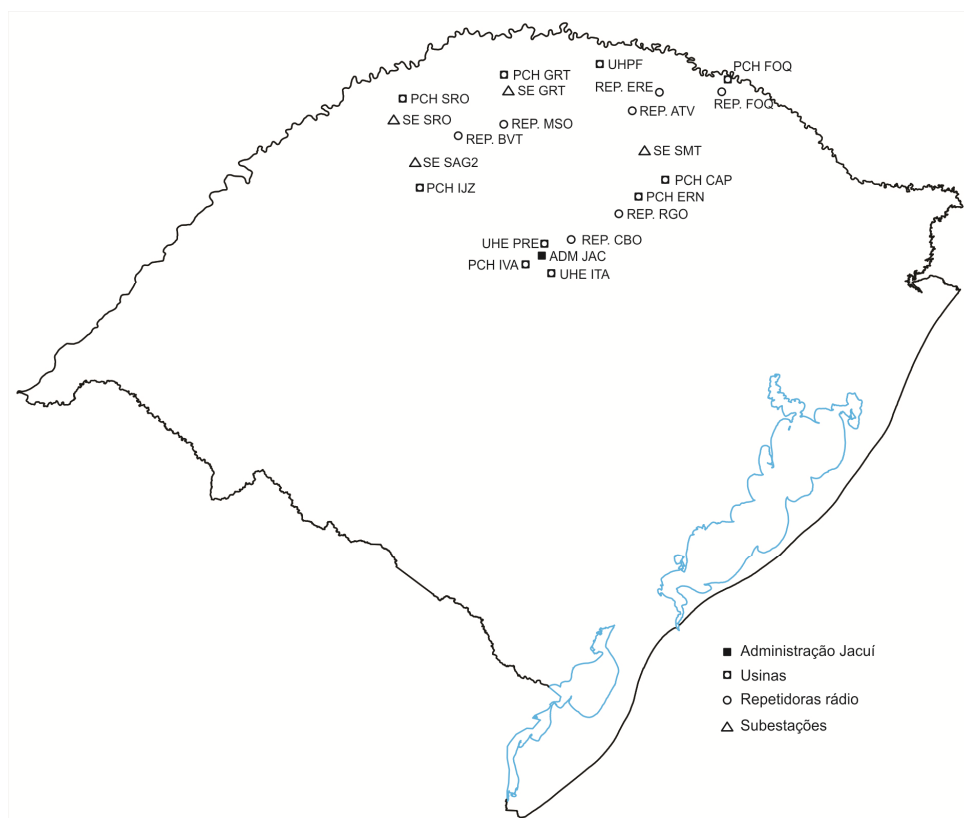 UHPF
PCH FOQ
PCH GRT
REP. ERE
SE GRT
PCH SRO
REP. FOQ
REP. ATV
SE SRO
REP. MSO
REP. BVT
SE SMT
SE SAG2
PCH CAP
PCH IJZ
PCH ERN
REP. RGO
UHE PRE
REP. CBO
ADM JAC
PCH IVA
UHE ITA
Administração Jacuí
Usinas
Repetidoras rádio
Subestações